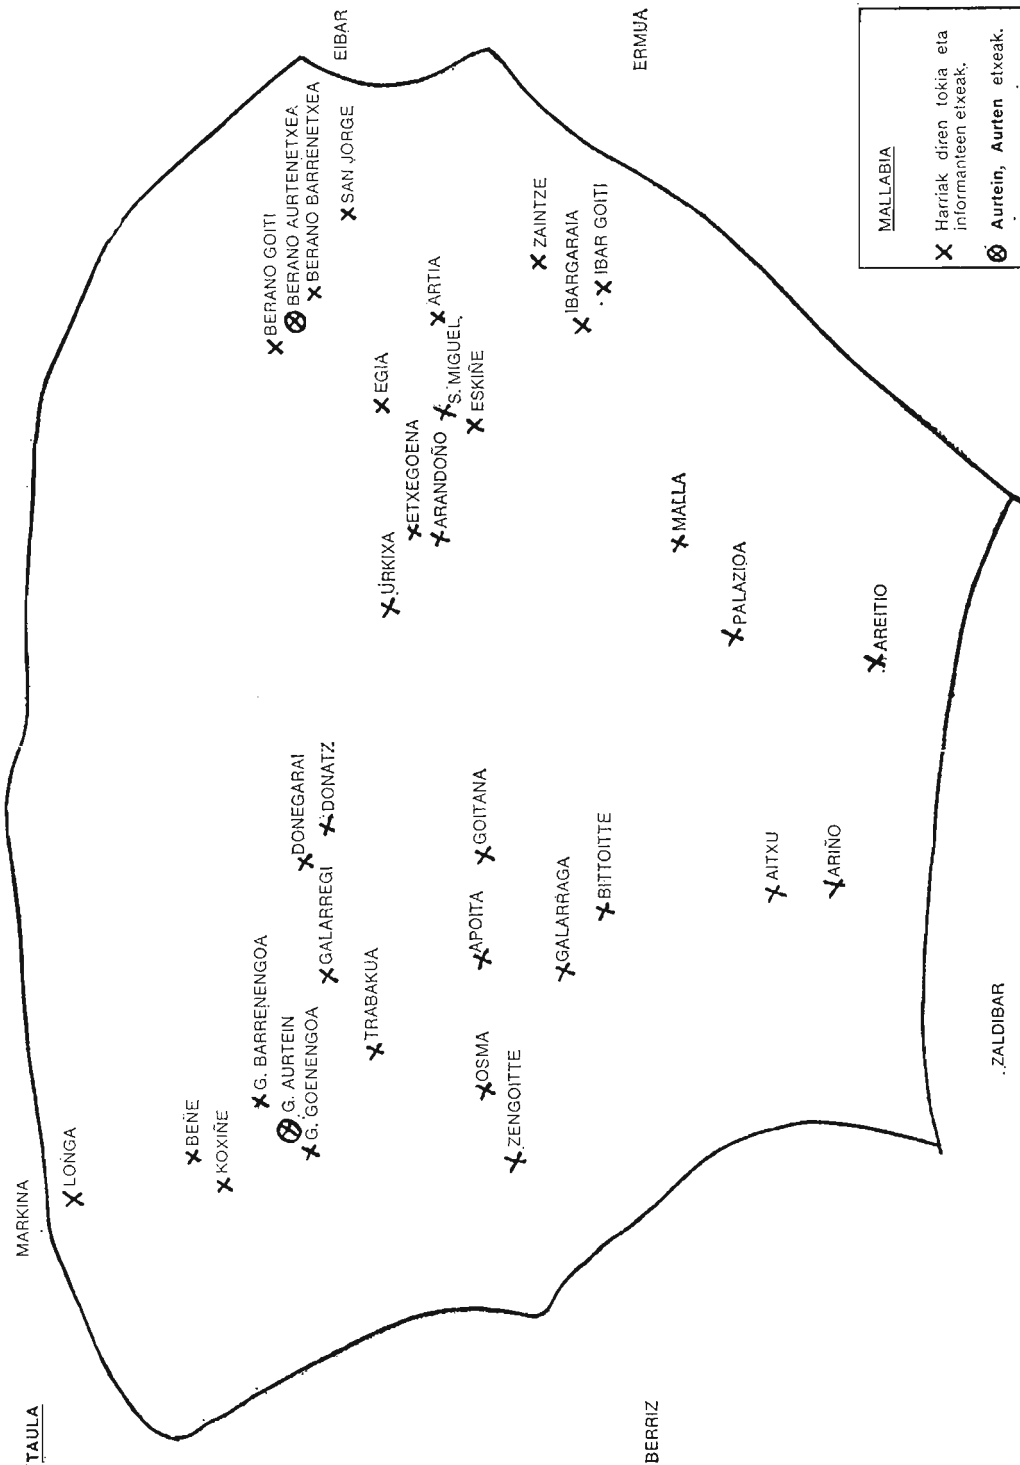 TAULA
MARKINA
LONGA
BEÑE
KOXIÑE
G. BARRENENGOA
BERANO GOITI
G. AURTEIN
BERANO AURTENETXEA
DONEGARAI
G. GOENENGOA
BERANO BARRENETXEA
GALARREGI
DONATZ
EIBAR
SAN JORGE
TRABAKUA
EGIA
URKIXA
ETXEGOENA
ARTIA
ARANDOÑO
S. MIGUEL
ESKIÑE
APOITA
GOITANA
OSMA
ZENGOITTE
ZAINTZE
GALARRAGA
IBARGARAIA
IBAR GOITI
BITTOITTE
ERMUA
BERRIZ
MALLA
PALAZIOA
AITXU
ARIÑO
AREITIO
ZALDIBAR
MALLABIA
Harriak diren tokia eta
informanteen etxeak.
Aurtein, Aurten etxeak.